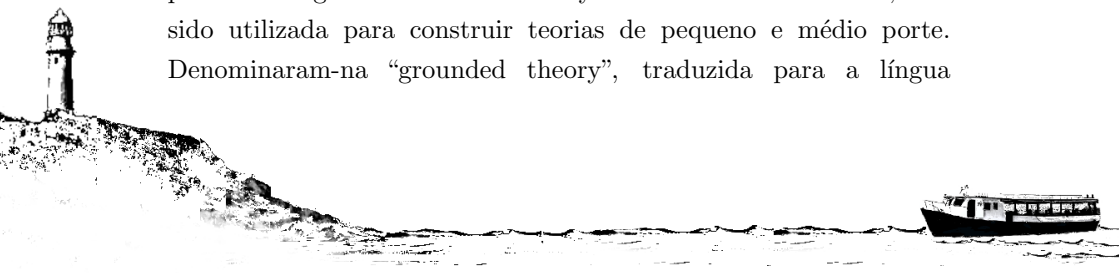 sido utilizada para construir teorias de pequeno e médio porte.
Denominaram-na “grounded theory”, traduzida para a língua